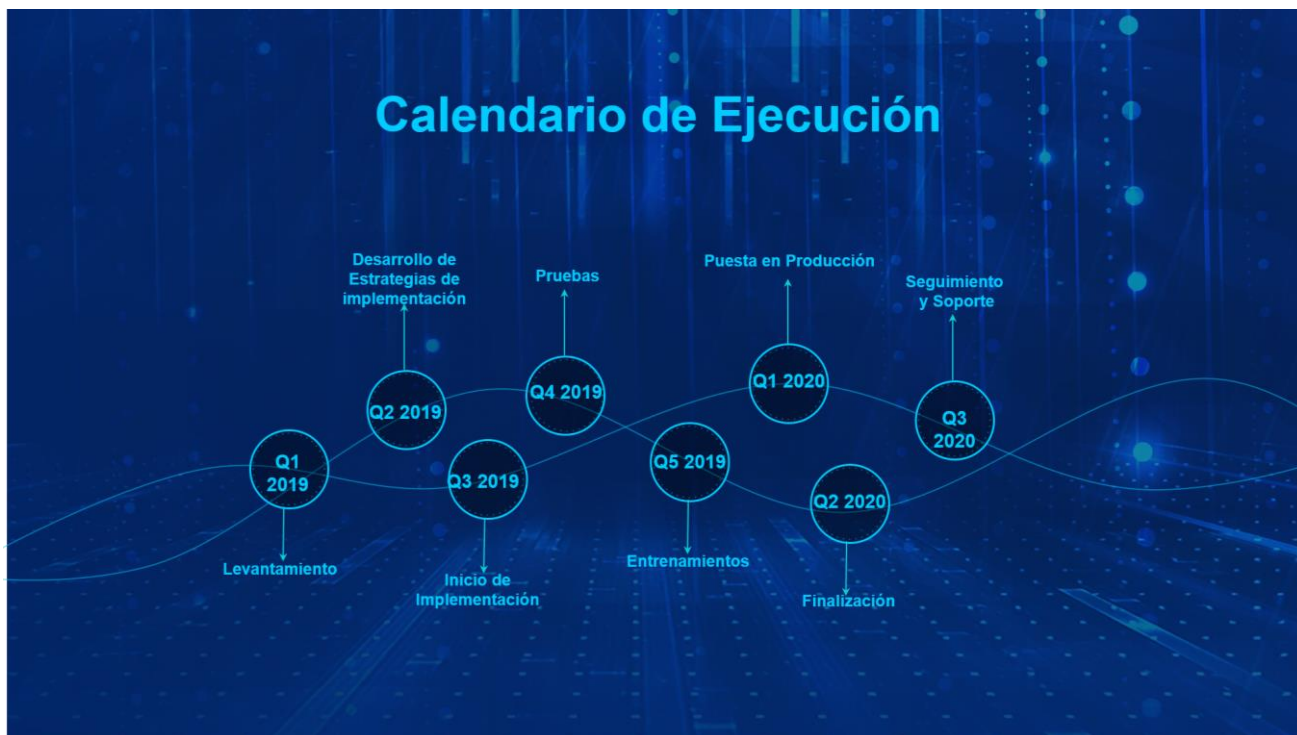 Calendario de Ejecución
Desarrollo de
Estrategias de
implementación
Pruebas
Puesta en Producción
Seguimiento
y Soporte
Q1
2019
Q2 2019
Q3 2019
Q4 2019
Q5 2019
Q1 2020
Q2 2020
Q3
2020
Levantamiento
Inicio de
Implementación
Entrenamientos
Finalización